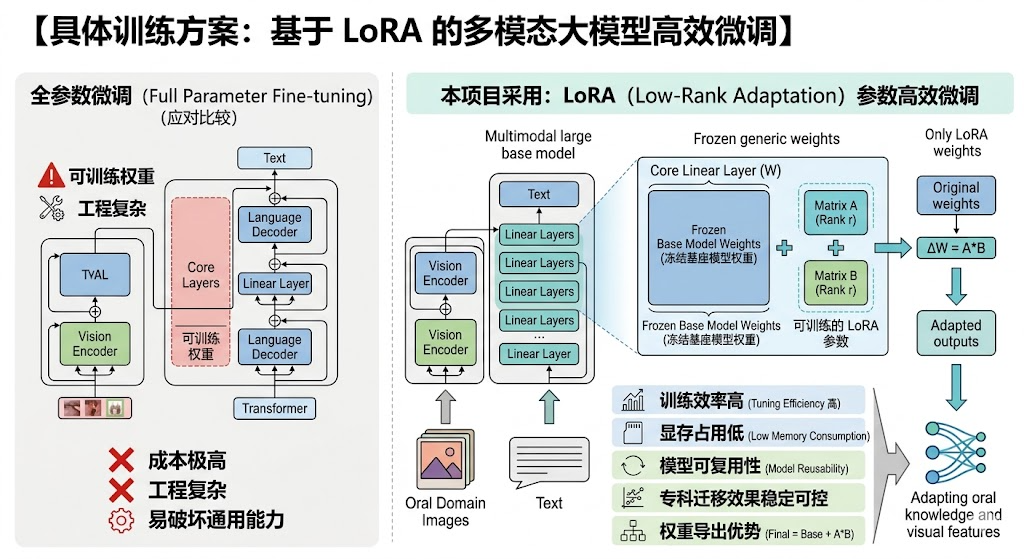 【具体训练方案：基于 LoRA 的多模态大模型高效微调】
全参数微调 (Full Parameter Fine-tuning)
（应对比较）
可训练权重
工程复杂
TVAL
Vision
Encoder
Core
Layers
可训练
权重
Text
Language
Decoder
Linear Layer
Language
Decoder
Transformer
成本极高
工程复杂
易破坏通用能力
本项目采用：LoRA（Low-Rank Adaptation）参数高效微调
Multimodal large
base model
Text
Linear Layers
Linear Layers
Linear Layers
Linear Layers
...
Linear Layer
Vision
Encoder
Vision
Encoder
Oral Domain
Images
Text
Frozen generic weights
Core Linear Layer (W)
Frozen
Base Model Weights
(冻结基座模型权重)
Frozen Base Model Weights
(冻结基座模型权重)
Matrix A
(Rank r)
Matrix B
(Rank r)
可训练的 LoRA
参数
Only LoRA
weights
Original
weights
ΔW = A*B
Adapted
outputs
训练效率高 (Tuning Efficiency 高)
显存占用低 (Low Memory Consumption)
模型可复用性 (Model Reusability)
专科迁移效果稳定可控
权重导出优势 (Final = Base + A*B)
Adapting oral
knowledge and
visual features